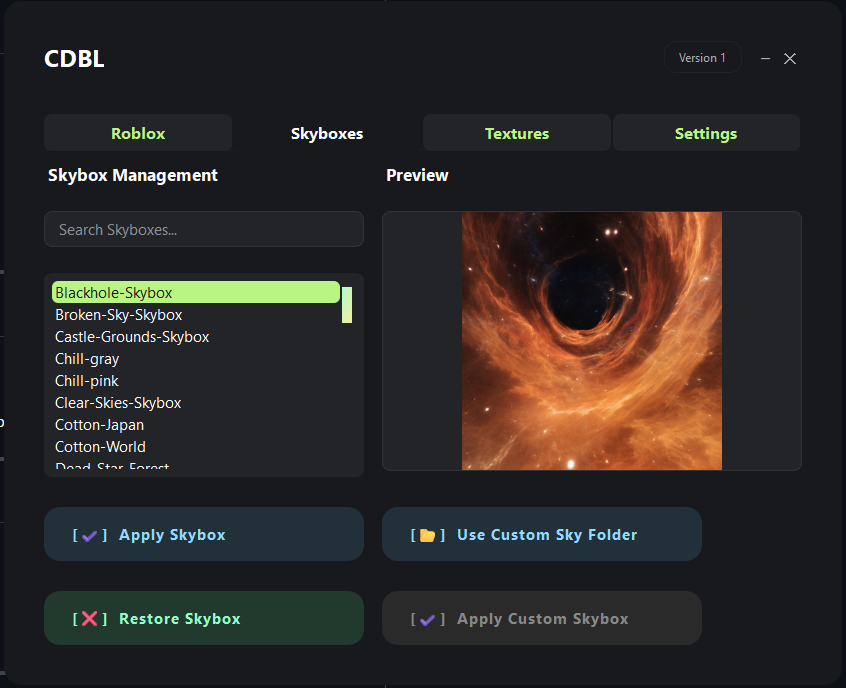 CDBL
Version 1
Roblox
Skyboxes
Textures
Settings
Skybox Management
Preview
Search Skyboxes...
Blackhole-Skybox
Broken-Sky-Skybox
Castle-Grounds-Skybox
Chill-gray
Chill-pink
Clear-Skies-Skybox
Cotton-Japan
Cotton-World
Dead_Star_Forest
[✔] Apply Skybox
[📁] Use Custom Sky Folder
[❌] Restore Skybox
[✔] Apply Custom Skybox